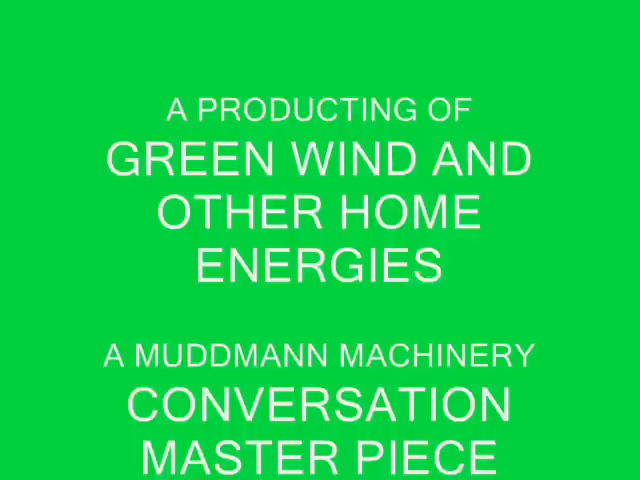 A PRODUCTING OF
GREEN WIND AND
OTHER HOME
ENERGIES
A MUDDMANN MACHINERY
CONVERSATION
MASTER PIECE